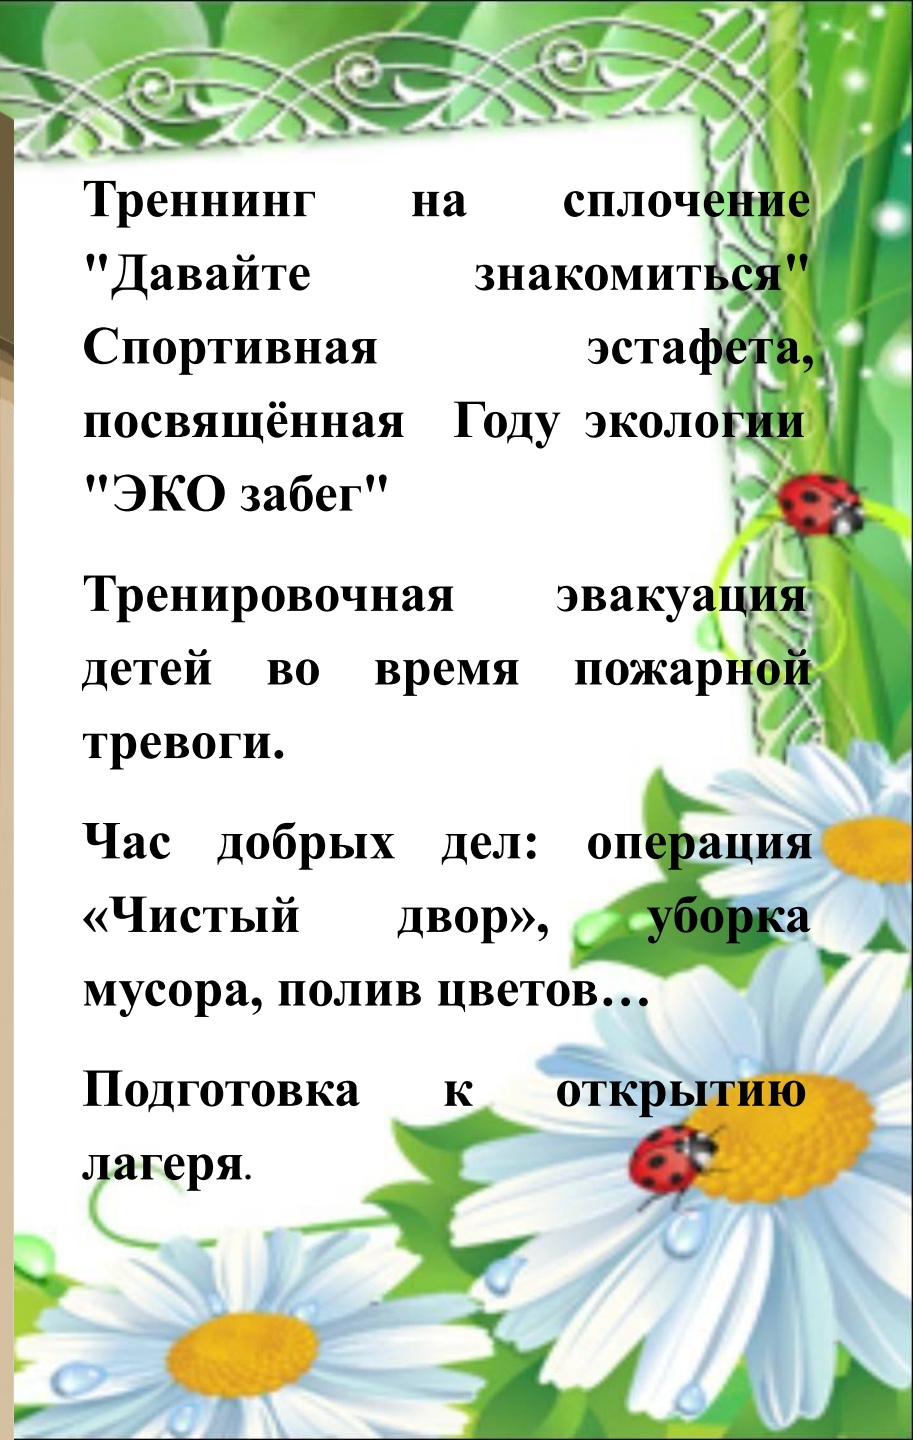 Треннинг на сплочение
"Давайте знакомиться"
Спортивная эстафета,
посвящённая Году экологии
"ЭКО забег"
Тренировочная эвакуация
детей во время пожарной
тревоги.
Час добрых дел: операция
«Чистый двор», уборка
мусора, полив цветов…
Подготовка к открытию
лагеря.